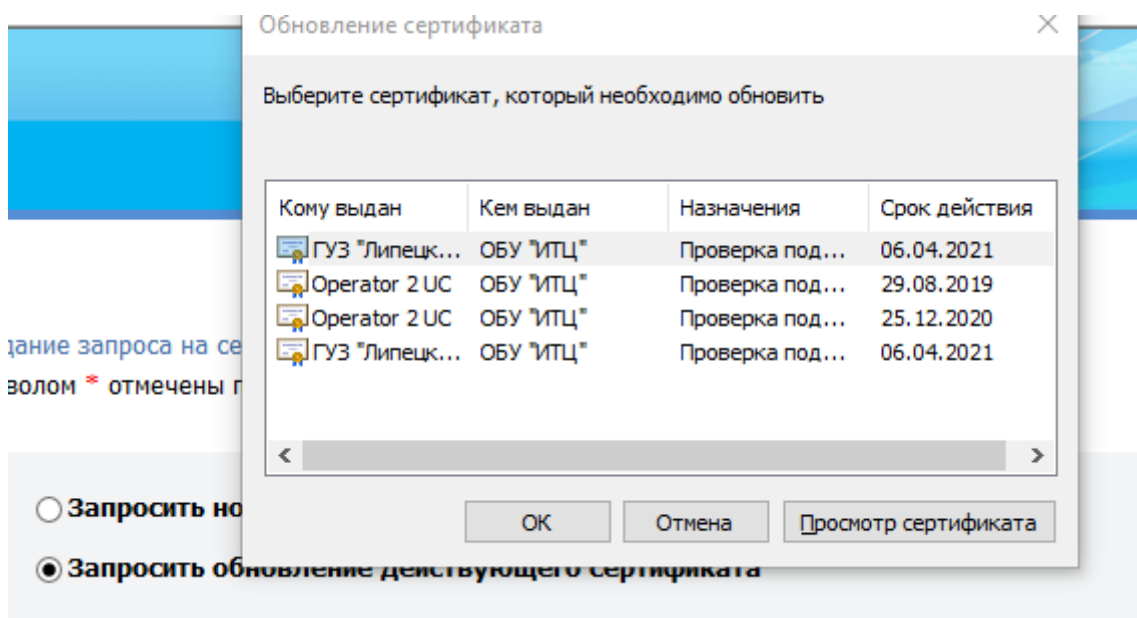 Обновление сертификата
Выберите сертификат, который необходимо обновить
Кому выдан Кем выдан Назначения Срок действия
ГУЗ "Липецк... ОБУ "ИТЦ" Проверка под... 06.04.2021
Operator 2 UC ОБУ "ИТЦ" Проверка под... 29.08.2019
Operator 2 UC ОБУ "ИТЦ" Проверка под... 25.12.2020
ГУЗ "Липецк... ОБУ "ИТЦ" Проверка под... 06.04.2021
дание запроса на се
волом * отмечены п
ОК Отмена Просмотр сертификата
Запросить но
Запросить обновление действующего сертификата